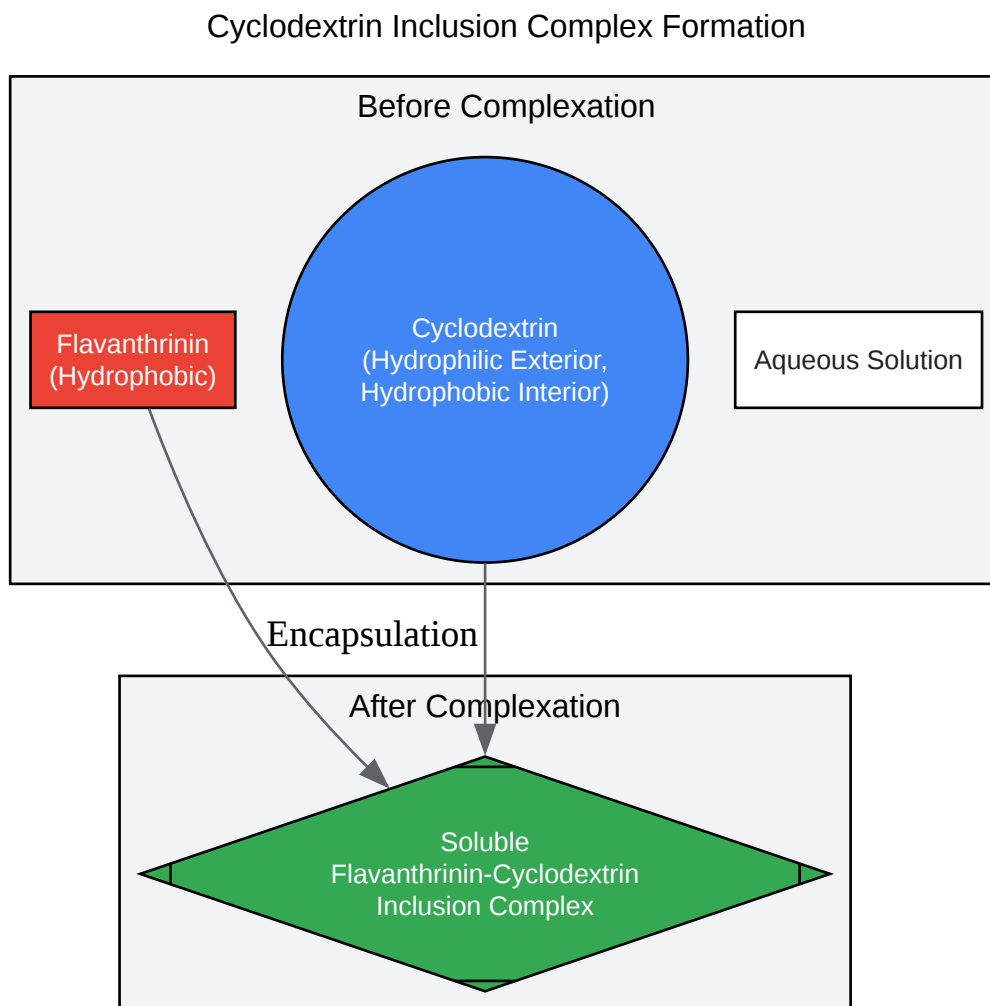 Cyclodextrin Inclusion Complex Formation
Before Complexation
Flavanthrinin
(Hydrophobic)
Cyclodextrin
(Hydrophilic Exterior,
Hydrophobic Interior)
Aqueous Solution
Encapsulation
After Complexation
Soluble
Flavanthrinin-Cyclodextrin
Inclusion Complex